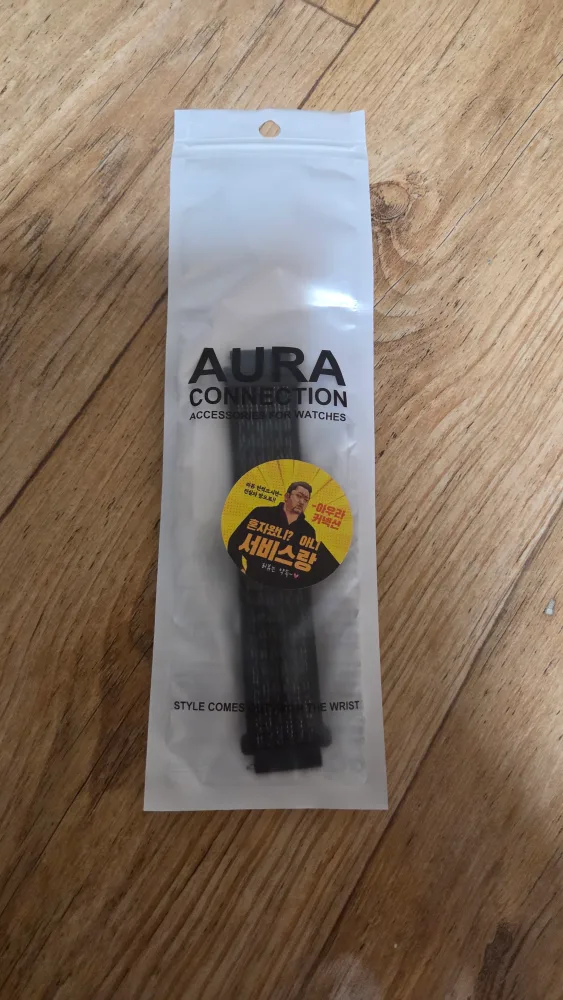 AURA
CONNECTION
ACCESSORIES FOR WATCHES
-아우라
커넥션
혼자왔니? 아니
서비스랑
STYLE COMES THE WRIST